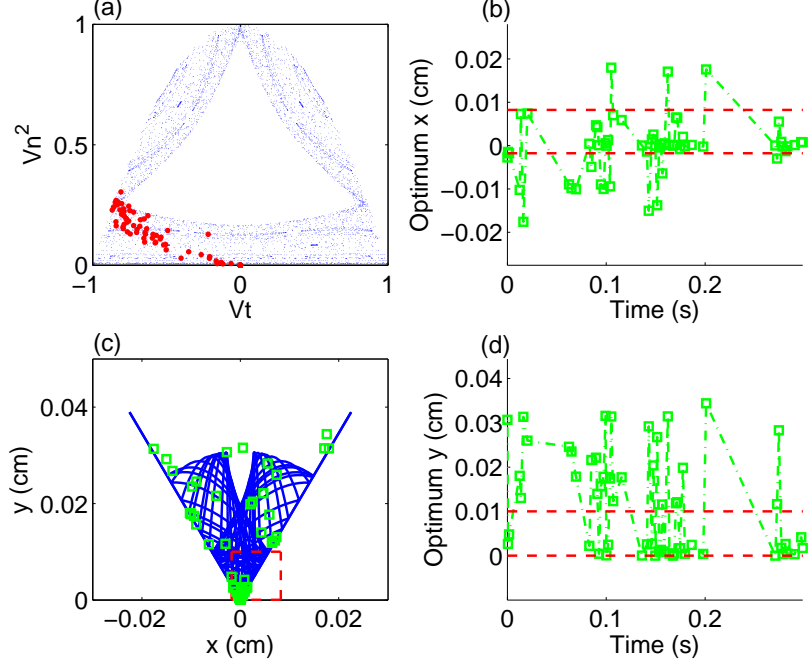 (a)
1
0.5
0
−1
0
1
Vn²
Vt
(b)
0.02
0.01
0
−0.01
−0.02
0
0.1
0.2
Optimum x (cm)
Time (s)
(c)
0.04
0.02
0
−0.02
0
0.02
y (cm)
x (cm)
(d)
0.04
0.03
0.02
0.01
0
0
0.1
0.2
Optimum y (cm)
Time (s)